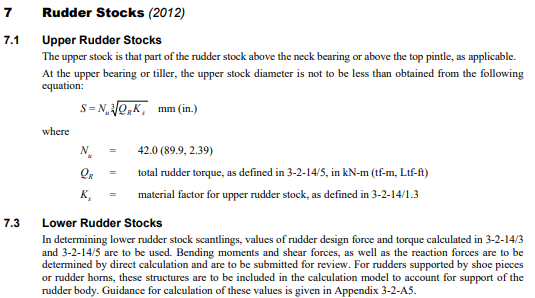 7 Rudder Stocks (2012)
7.1 Upper Rudder Stocks
The upper stock is that part of the rudder stock above the neck bearing or above the top pintle, as applicable.
At the upper bearing or tiller, the upper stock diameter is not to be less than obtained from the following
equation:
S = Nᵤ∛(Q_R K_s) mm (in.)
where
Nᵤ = 42.0 (89.9, 2.39)
Q_R = total rudder torque, as defined in 3-2-14/5, in kN-m (tf-m, Ltf-ft)
K_s = material factor for upper rudder stock, as defined in 3-2-14/1.3
7.3 Lower Rudder Stocks
In determining lower rudder stock scantlings, values of rudder design force and torque calculated in 3-2-14/3
and 3-2-14/5 are to be used. Bending moments and shear forces, as well as the reaction forces are to be
determined by direct calculation and are to be submitted for review. For rudders supported by shoe pieces
or rudder horns, these structures are to be included in the calculation model to account for support of the
rudder body. Guidance for calculation of these values is given in Appendix 3-2-A5.